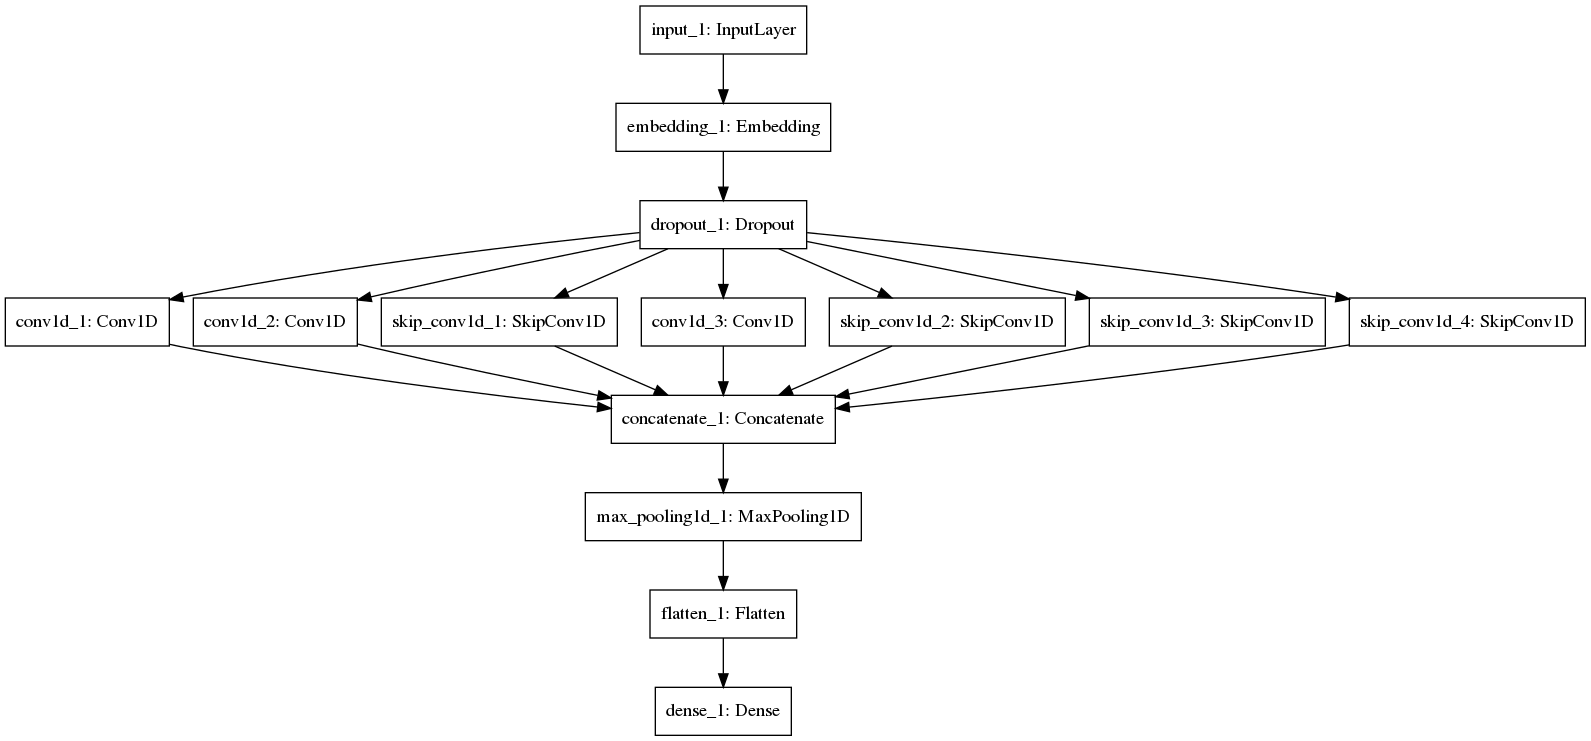 input_1: InputLayer
embedding_1: Embedding
dropout_1: Dropout
conv1d_1: Conv1D
conv1d_2: Conv1D
skip_conv1d_1: SkipConv1D
conv1d_3: Conv1D
skip_conv1d_2: SkipConv1D
skip_conv1d_3: SkipConv1D
skip_conv1d_4: SkipConv1D
concatenate_1: Concatenate
max_pooling1d_1: MaxPooling1D
flatten_1: Flatten
dense_1: Dense